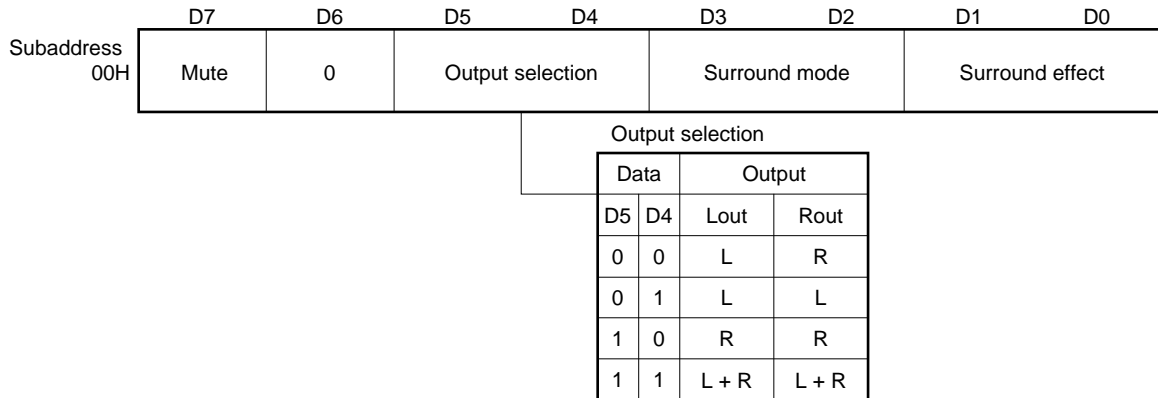 D7 D6 D5 D4 D3 D2 D1 D0
Subaddress
00H Mute 0 Output selection Surround mode Surround effect
Output selection
Data Output
D5 D4 Lout Rout
0 0 L R
0 1 L L
1 0 R R
1 1 L + R L + R